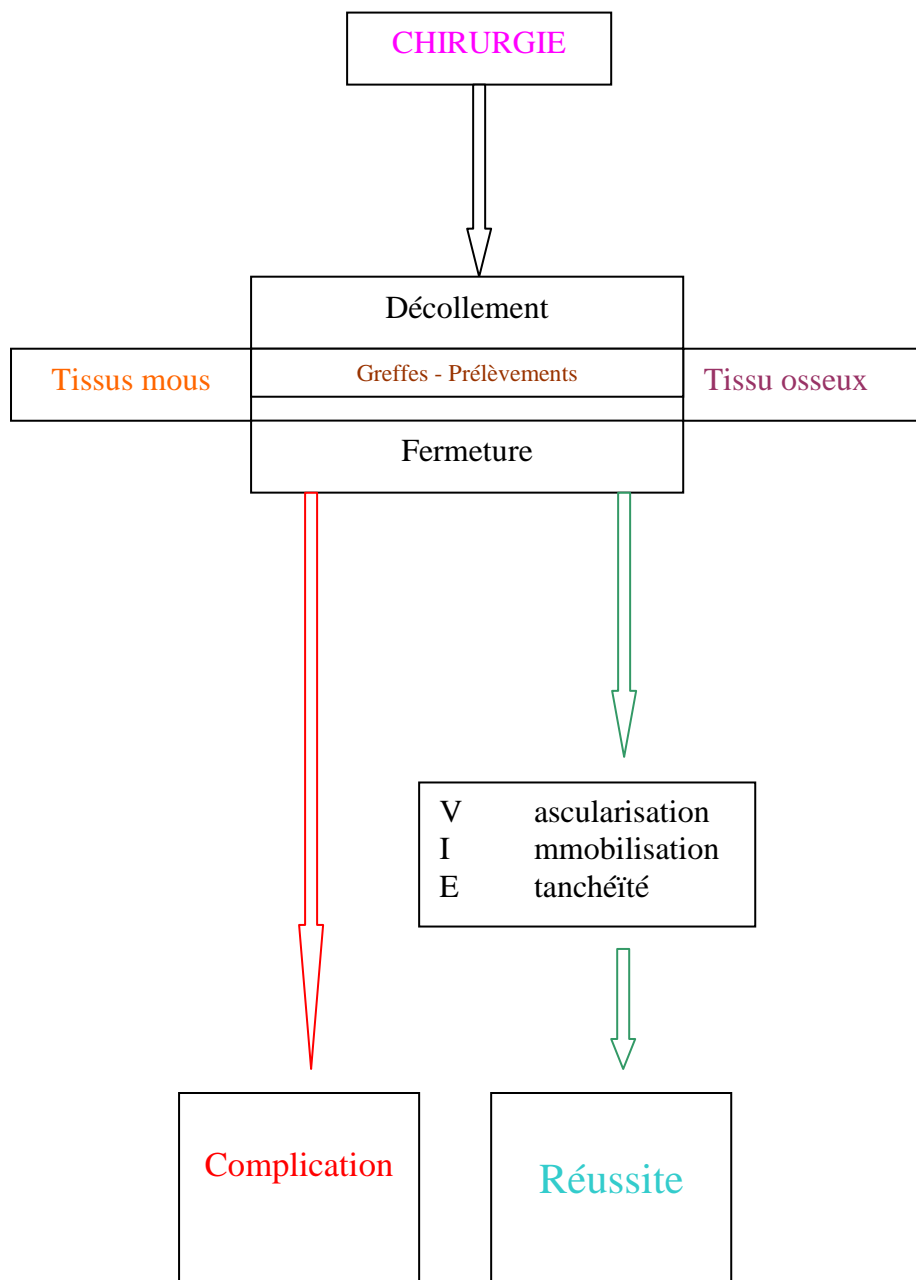 CHIRURGIE
Décollement
Tissus mous
Greffes - Prélèvements
Tissu osseux
Fermeture
V ascularisation
I mmobilisation
E tanchéïté
Complication
Réussite